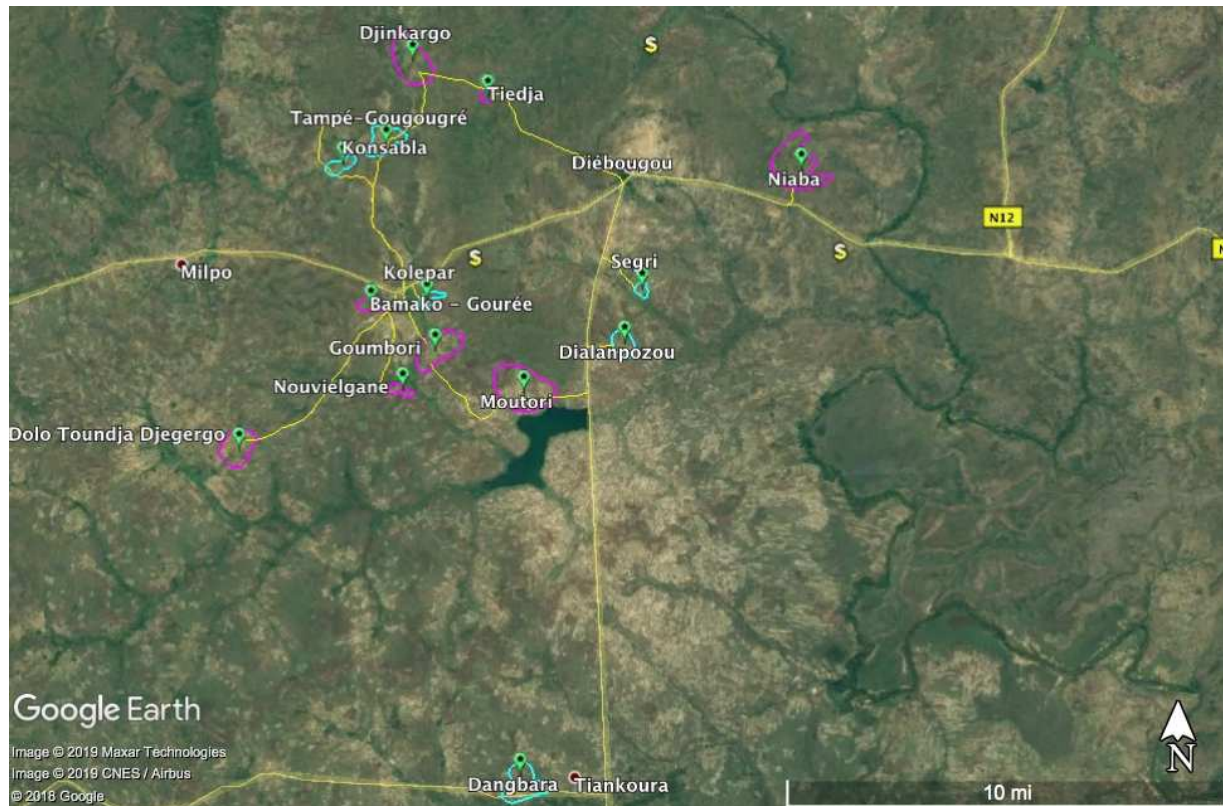 Djinkargo
$
Tiedja
Tampé-Gougougré
Konsabla
Diébougou
Niaba
N12
Milpo
Kolepar
$
Segri
$
N
Bamako - Gourée
Goumbori
Dialanpozou
Nouvielgane
Moutori
Dolo Toundja Djegergo
Google Earth
Image © 2019 Maxar Technologies
Image © 2019 CNES / Airbus
© 2018 Google
Dangbara
Tiankoura
10 mi
N